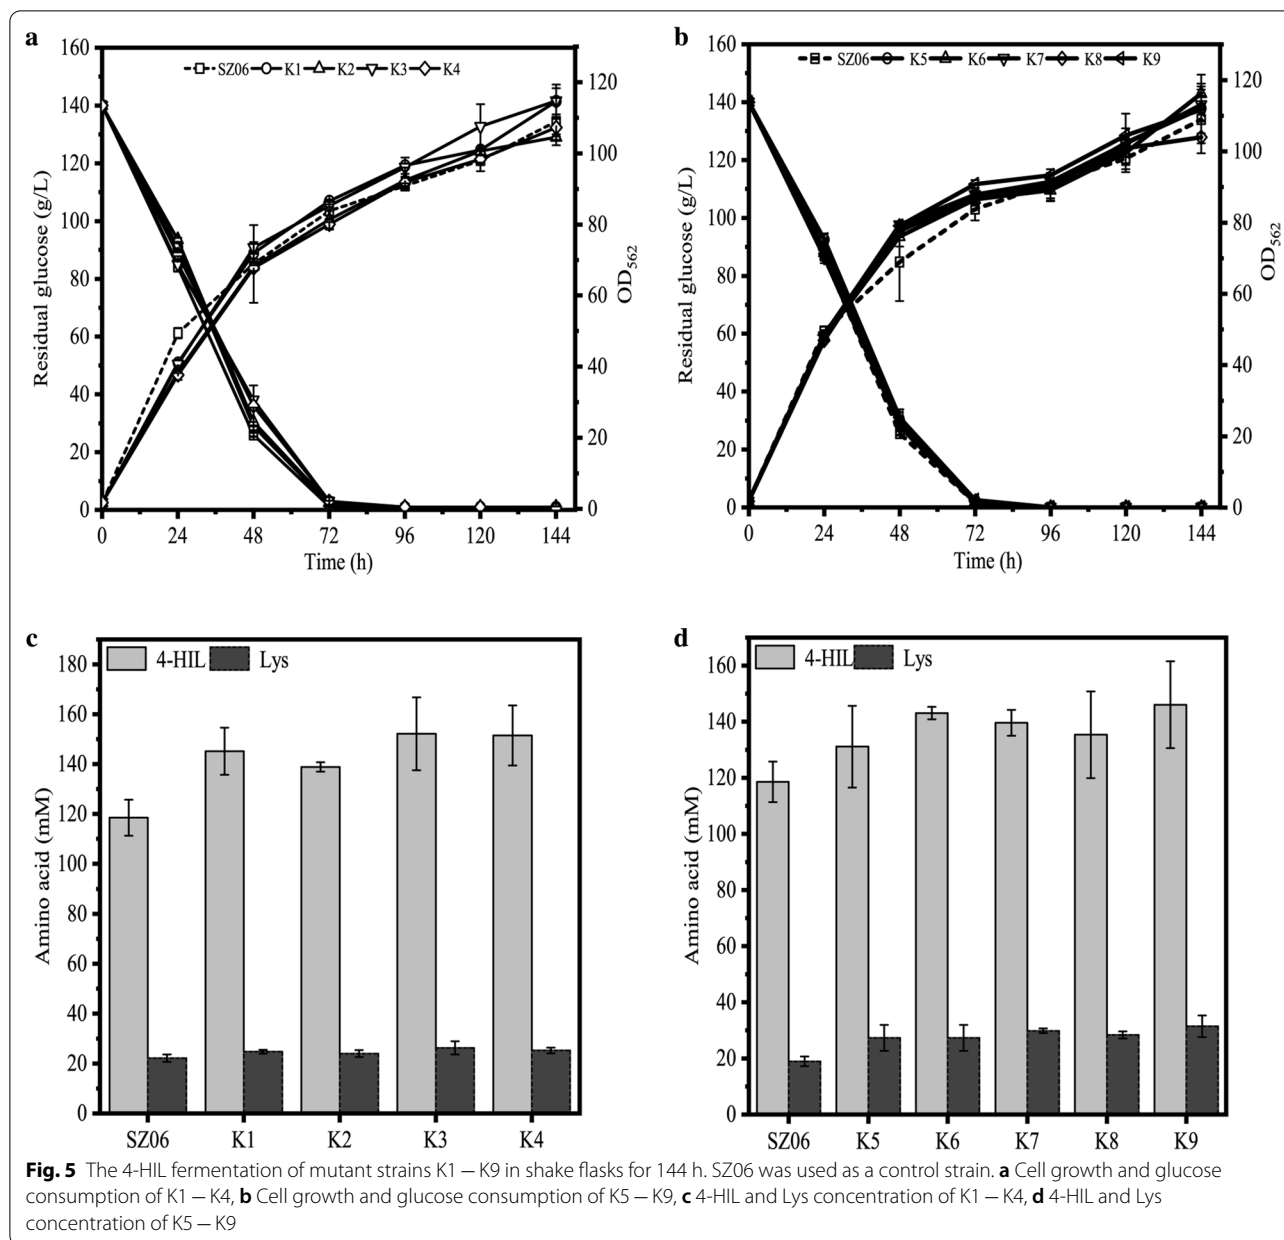 a
160
140
120
100
80
60
40
20
0
Residual glucose (g/L)
SZ06 K1 K2 K3 K4
120
100
80
60
40
20
0
OD562
0 24 48 72 96 120 144
Time (h)
b
160
140
120
100
80
60
40
20
0
Residual glucose (g/L)
SZ06 K5 K6 K7 K8 K9
120
100
80
60
40
20
0
OD562
0 24 48 72 96 120 144
Time (h)
c
180
160
140
120
100
80
60
40
20
0
Amino acid (mM)
4-HIL Lys
SZ06 K1 K2 K3 K4
d
160
140
120
100
80
60
40
20
0
Amino acid (mM)
4-HIL Lys
SZ06 K5 K6 K7 K8 K9
Fig. 5 The 4-HIL fermentation of mutant strains K1 — K9 in shake flasks for 144 h. SZ06 was used as a control strain. a Cell growth and glucose
consumption of K1 — K4, b Cell growth and glucose consumption of K5 — K9, c 4-HIL and Lys concentration of K1 — K4, d 4-HIL and Lys
concentration of K5 — K9